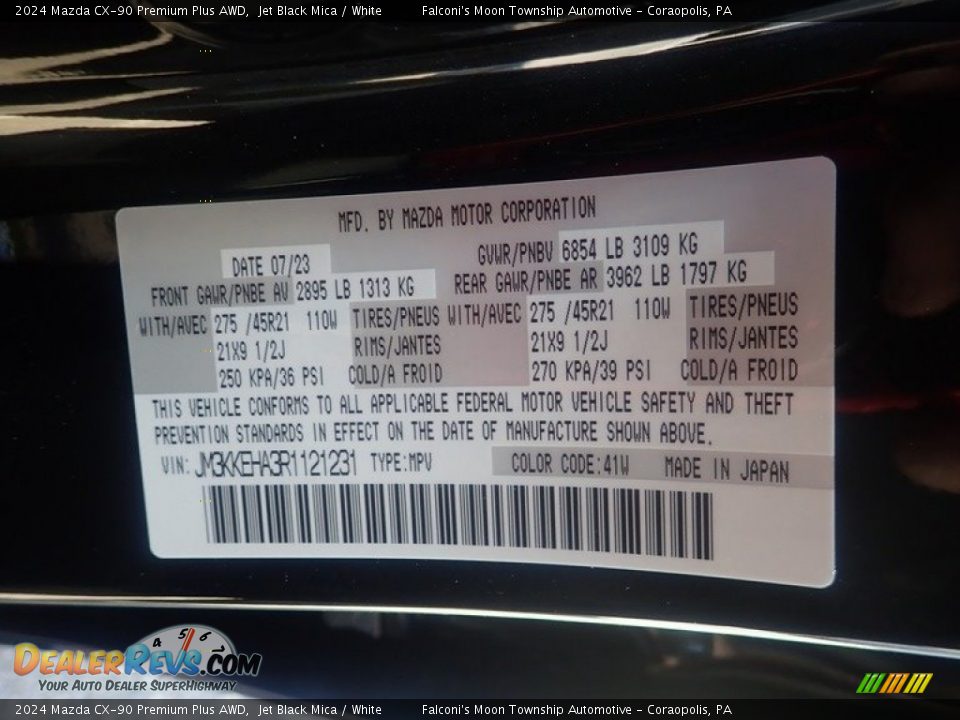 2024 Mazda CX-90 Premium Plus AWD, Jet Black Mica / White Falconi's Moon Township Automotive - Coraopolis, PA
MFD. BY MAZDA MOTOR CORPORATION
DATE 07/23 GVWR/PNBV 6854 LB 3109 KG
FRONT GAWR/PNBE AV 2895 LB 1313 KG REAR GAWR/PNBE AR 3962 LB 1797 KG
WITH/AVEC 275 /45R21 110W TIRES/PNEUS WITH/AVEC 275 /45R21 110W TIRES/PNEUS
21X9 1/2J RIMS/JANTES 21X9 1/2J RIMS/JANTES
250 KPA/36 PSI COLD/A FROID 270 KPA/39 PSI COLD/A FROID
THIS VEHICLE CONFORMS TO ALL APPLICABLE FEDERAL MOTOR VEHICLE SAFETY AND THEFT
PREVENTION STANDARDS IN EFFECT ON THE DATE OF MANUFACTURE SHOWN ABOVE.
VIN: JM3KKEHA3R1121231 TYPE:MPV COLOR CODE:41W MADE IN JAPAN
4 5 6
DEALERREVS.COM
YOUR AUTO DEALER SUPERHIGHWAY
2024 Mazda CX-90 Premium Plus AWD, Jet Black Mica / White Falconi's Moon Township Automotive - Coraopolis, PA